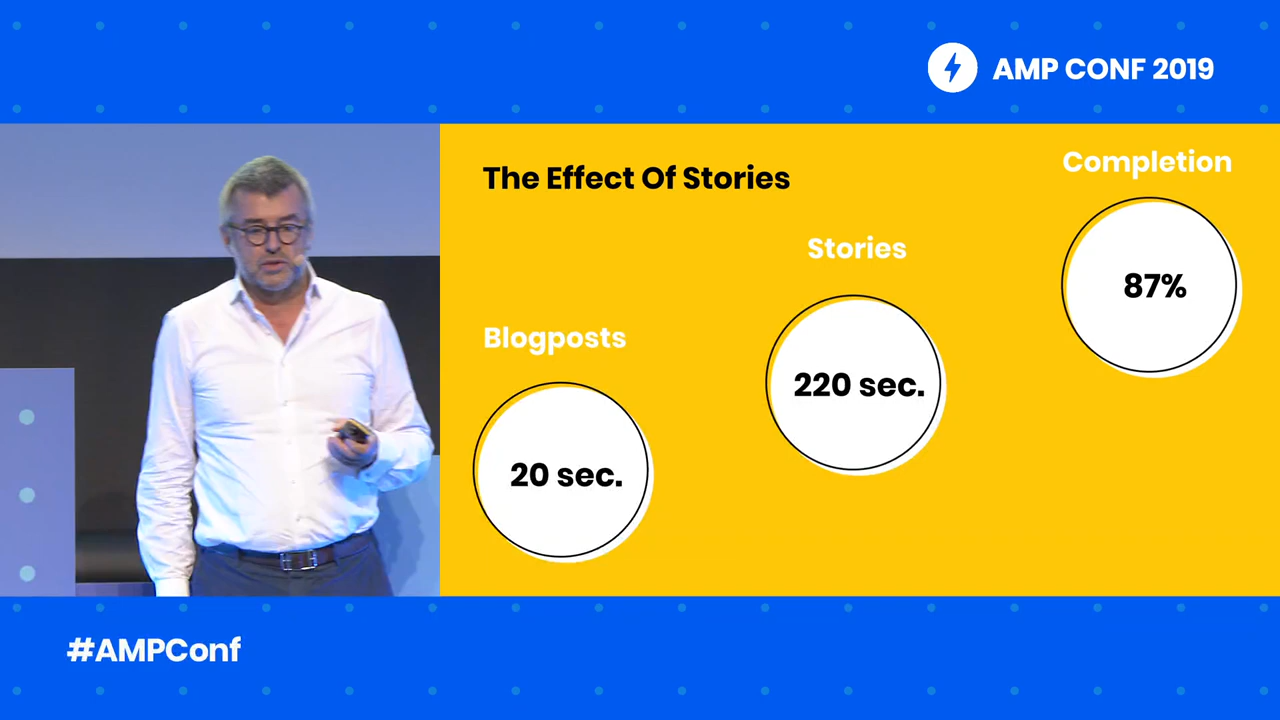 AMP CONF 2019
The Effect Of Stories
Completion
87%
Stories
220 sec.
Blogposts
20 sec.
#AMPConf